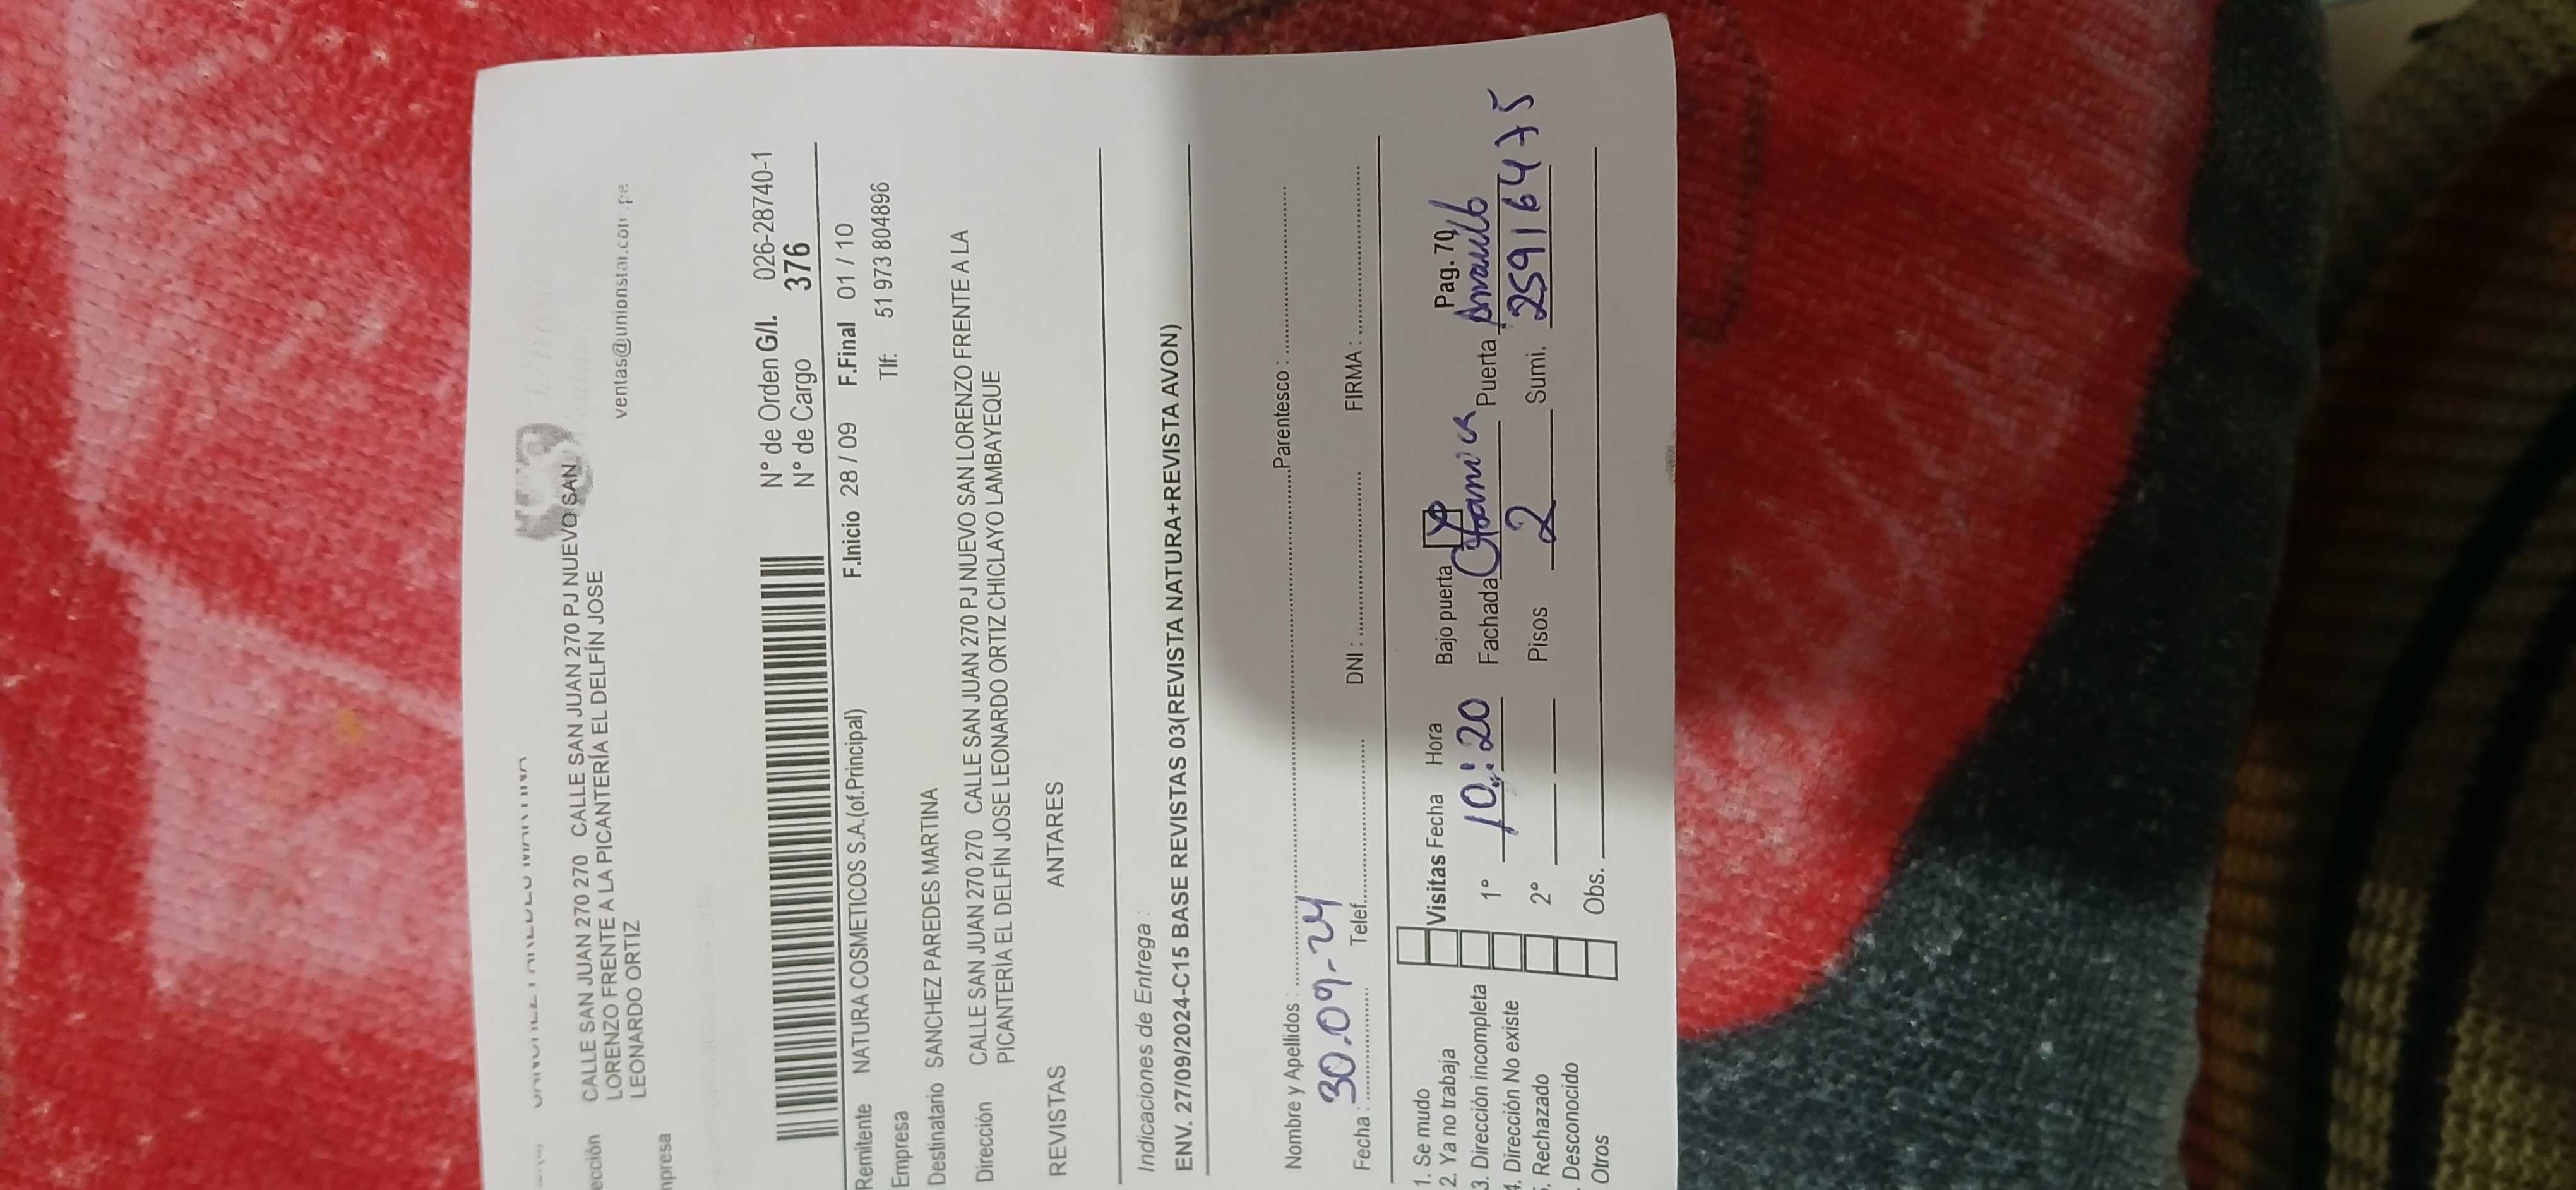 ección CALLE SAN JUAN 270 270 CALLE SAN JUAN 270 PJ NUEVO SAN
LORENZO FRENTE A LA PICANTERÍA EL DELFÍN JOSE
LEONARDO ORTIZ
ventas@unionstar.com.pe
npresa
N° de Orden G/I. 026-28740-1
N° de Cargo 376
Remitente NATURA COSMETICOS S.A.(of.Principal) F.Inicio 28 / 09 F.Final 01 / 10
Empresa Tlf: 51 973 804896
Destinatario SANCHEZ PAREDES MARTINA
Dirección CALLE SAN JUAN 270 270 CALLE SAN JUAN 270 PJ NUEVO SAN LORENZO FRENTE A LA
PICANTERÍA EL DELFÍN JOSE LEONARDO ORTIZ CHICLAYO LAMBAYEQUE
REVISTAS ANTARES
Indicaciones de Entrega :
ENV. 27/09/2024-C15 BASE REVISTAS 03(REVISTA NATURA+REVISTA AVON)
Nombre y Apellidos : Parentesco :
30-09-24
Fecha : Telef. DNI : FIRMA :
1. Se mudo
2. Ya no trabaja
3. Dirección incompleta
4. Dirección No existe
. Rechazado
. Desconocido
Otros
Visitas Fecha Hora Bajo puerta Pag. 70
1° 10:20 Fachada Puerta
2° Pisos 2 Sumi. 25916475
Obs.